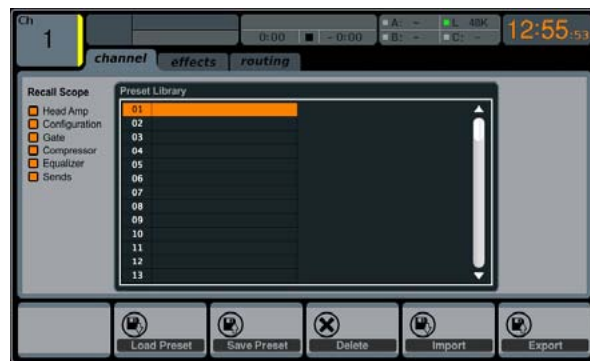 Ch
1
0:00
- 0:00
A: -
B: -
L 48K
C: -
12:55:53
channel
effects
routing
Recall Scope
Head Amp
Configuration
Gate
Compressor
Equalizer
Sends
Preset Library
01
02
03
04
05
06
07
08
09
10
11
12
13
Load Preset
Save Preset
Delete
Import
Export